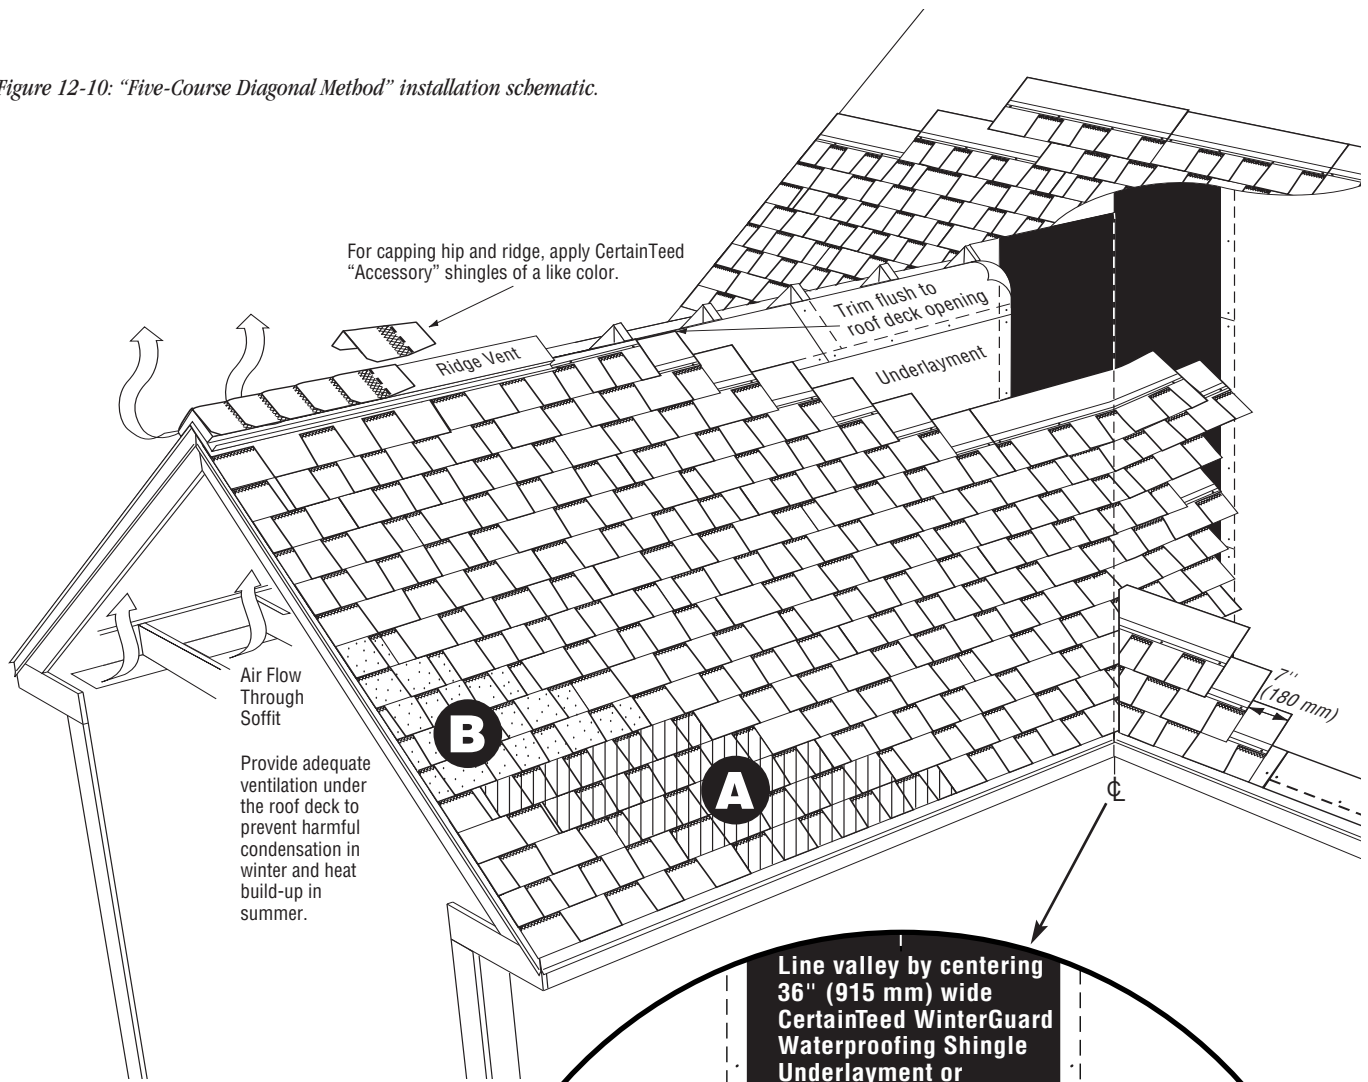 Figure 12-10: “Five-Course Diagonal Method” installation schematic.
For capping hip and ridge, apply CertainTeed
“Accessory” shingles of a like color.
Trim flush to
roof deck opening
Ridge Vent
Underlayment
Air Flow
Through
Soffit
7"
(180 mm)
B
A
Provide adequate
ventilation under
the roof deck to
prevent harmful
condensation in
winter and heat
build-up in
summer.
℄
Line valley by centering
36" (915 mm) wide
CertainTeed WinterGuard
Waterproofing Shingle
Underlayment or